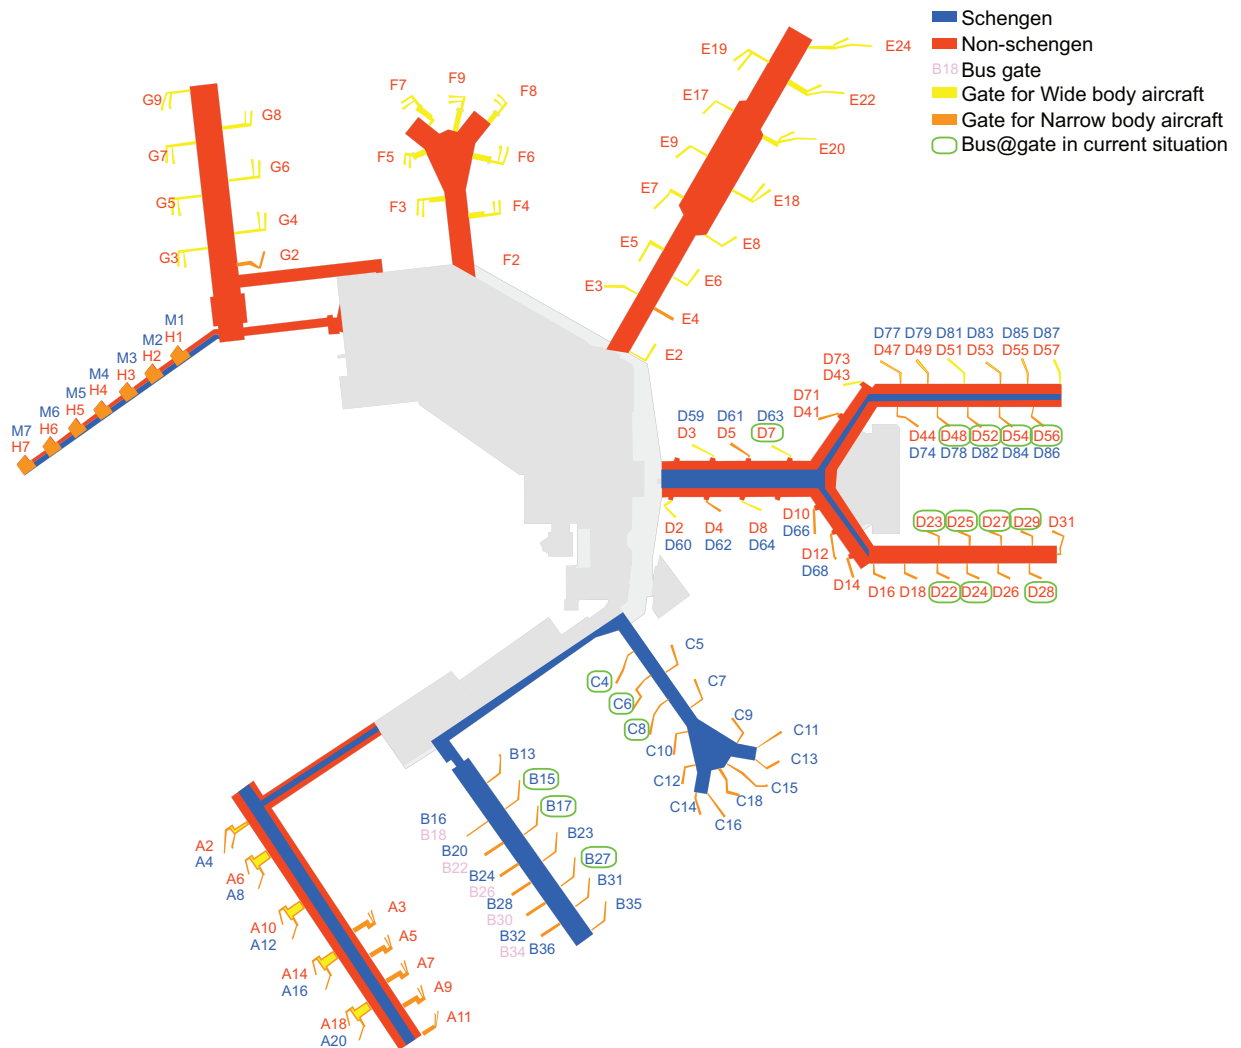 Schengen
Non-schengen
B18 Bus gate
Gate for Wide body aircraft
Gate for Narrow body aircraft
Bus@gate in current situation
E19
E24
F7
F9
F8
G9
E17
E22
G8
E9
E20
G7
F5
F6
G6
E7
E18
G5
F3
F4
G4
E5
E8
G3
G2
F2
E3
E6
E4
E2
M1
H1
M2
H2
M3
H3
M4
H4
M5
H5
M6
H6
M7
H7
D77 D79 D81 D83 D85 D87
D47 D49 D51 D53 D55 D57
D73
D43
D71
D41
D59 D61 D63
D3 D5 D7
D44 D48 D52 D54 D56
D74 D78 D82 D84 D86
D2 D4 D8
D60 D62 D64
D10
D66
D23 D25 D27 D29 D31
D12
D68
D14
D16 D18 D22 D24 D26 D28
C5
C4
C7
C6
C9
C8
C11
C10
C13
C12
C15
C18
C14
C16
B13
B15
B17
B16
B18
B23
B20
B22
B27
B24
B26
B31
B28
B30
B35
B32
B34
B36
A2
A4
A6
A8
A3
A10
A12
A5
A7
A14
A16
A9
A11
A18
A20